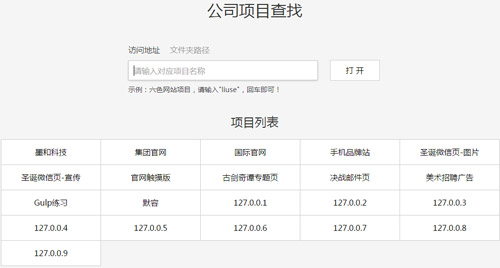 公司项目查找
访问地址 文件夹路径
请输入对应项目名称 打 开
示例：六色网站项目，请输入"liuse"，回车即可！
项目列表
墨和科技 集团官网 国际官网 手机品牌站 圣诞微信页-图片
圣诞微信页-宣传 官网触摸版 古剑奇谭专题页 决战邮件页 美术招聘广告
Gulp练习 默容 127.0.0.1 127.0.0.2 127.0.0.3
127.0.0.4 127.0.0.5 127.0.0.6 127.0.0.7 127.0.0.8
127.0.0.9